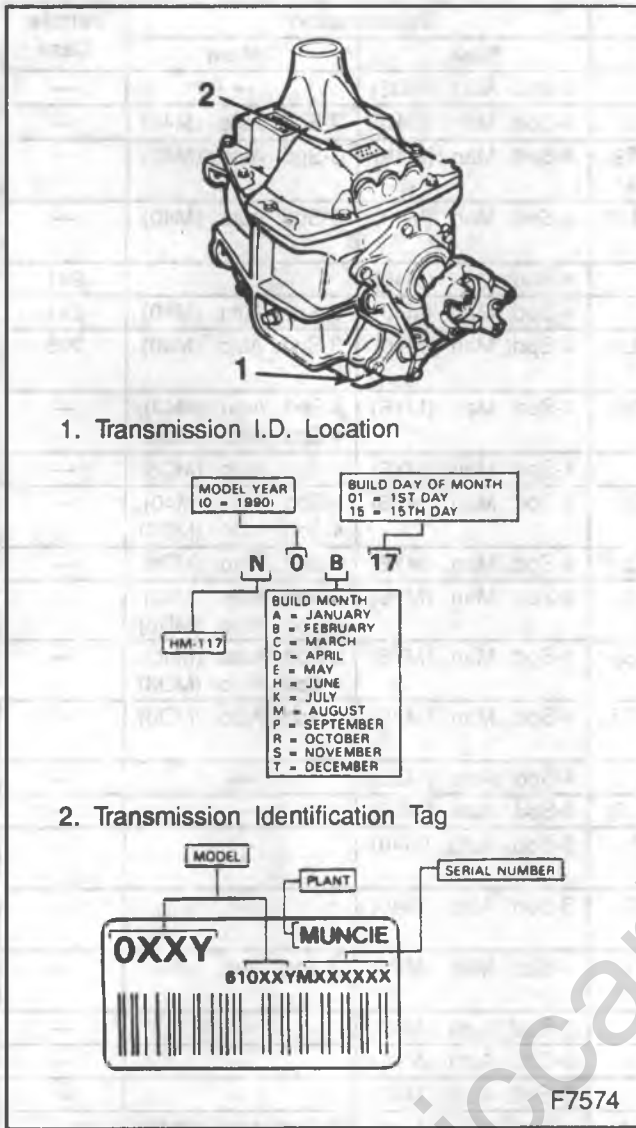 2
1
1. Transmission I.D. Location
MODEL YEAR
(0 = 1990)
BUILD DAY OF MONTH
01 = 1ST DAY
15 = 15TH DAY
N 0 B 17
HM-117
BUILD MONTH
A = JANUARY
B = FEBRUARY
C = MARCH
D = APRIL
E = MAY
H = JUNE
K = JULY
M = AUGUST
P = SEPTEMBER
R = OCTOBER
S = NOVEMBER
T = DECEMBER
2. Transmission Identification Tag
MODEL
PLANT
SERIAL NUMBER
0XXY
MUNCIE
610XXYMXXXXXX
F7574